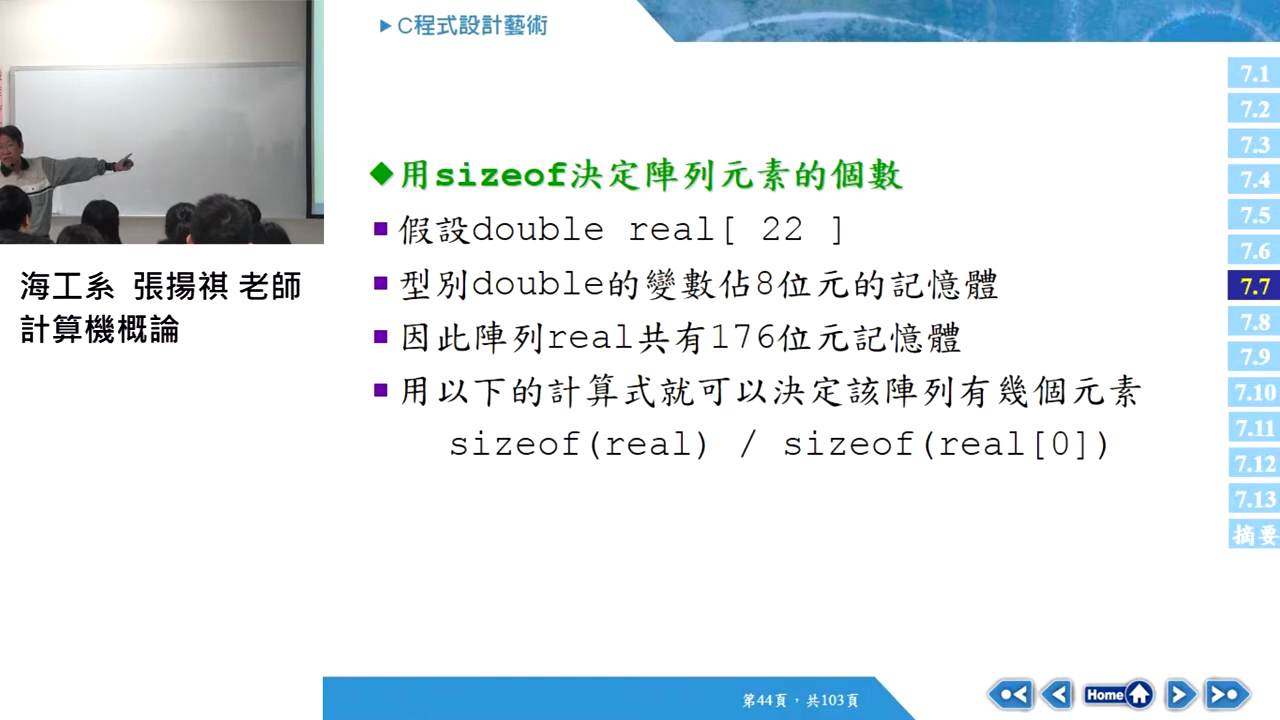 C程式設計藝術
用sizeof決定陣列元素的個數
假設double real[ 22 ]
型別double的變數佔8位元的記憶體
因此陣列real共有176位元記憶體
用以下的計算式就可以決定該陣列有幾個元素
sizeof(real) / sizeof(real[0])
海工系 張揚祺 老師
計算機概論
7.1
7.2
7.3
7.4
7.5
7.6
7.7
7.8
7.9
7.10
7.11
7.12
7.13
摘要
第44頁，共103頁
Home